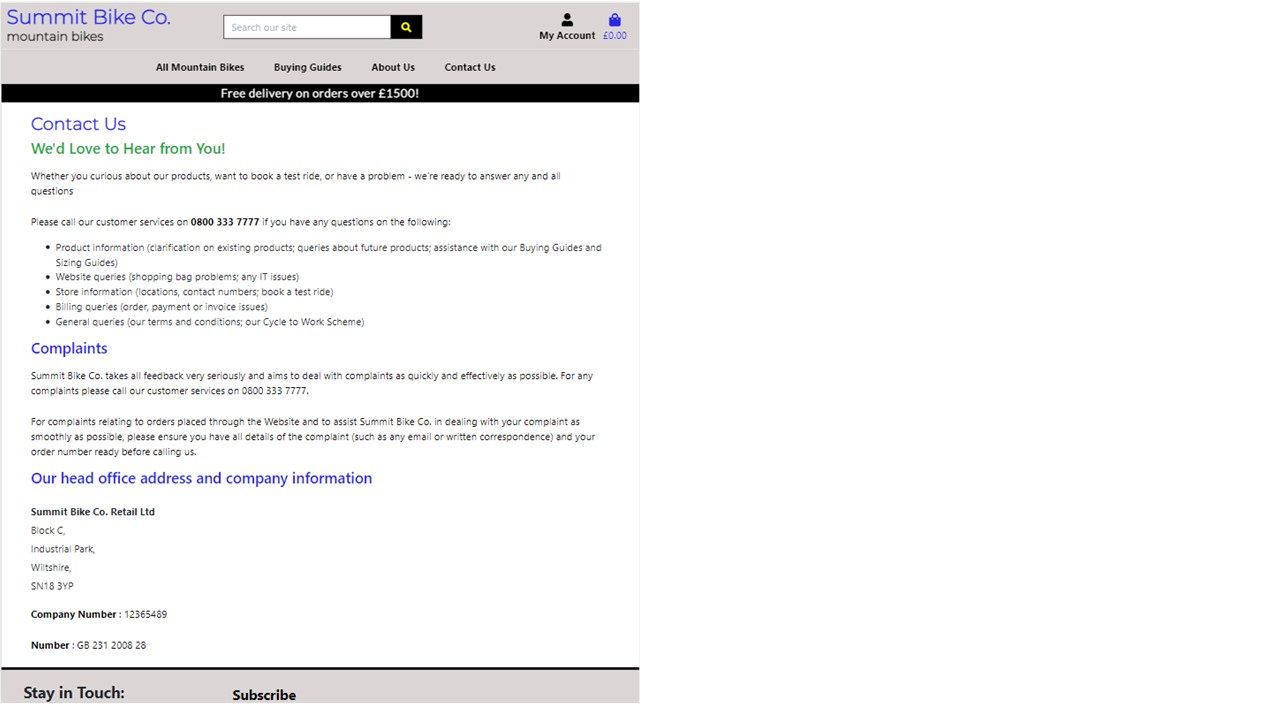 Summit Bike Co.
mountain bikes
Search our site
My Account
£0.00
All Mountain Bikes
Buying Guides
About Us
Contact Us
Free delivery on orders over £1500!
Contact Us
We'd Love to Hear from You!
Whether you curious about our products, want to book a test ride, or have a problem - we're ready to answer any and all
questions
Please call our customer services on 0800 333 7777 if you have any questions on the following:
• Product information (clarification on existing products; queries about future products; assistance with our Buying Guides and
Sizing Guides)
• Website queries (shopping bag problems; any IT issues)
• Store information (locations, contact numbers; book a test ride)
• Billing queries (order, payment or invoice issues)
• General queries (our terms and conditions; our Cycle to Work Scheme)
Complaints
Summit Bike Co. takes all feedback very seriously and aims to deal with complaints as quickly and effectively as possible. For any
complaints please call our customer services on 0800 333 7777.
For complaints relating to orders placed through the Website and to assist Summit Bike Co. in dealing with your complaint as
smoothly as possible, please ensure you have all details of the complaint (such as any email or written correspondence) and your
order number ready before calling us.
Our head office address and company information
Summit Bike Co. Retail Ltd
Block C,
Industrial Park,
Wiltshire,
SN18 3YP
Company Number : 12365489
Number : GB 231 2008 28
Stay in Touch:
Subscribe